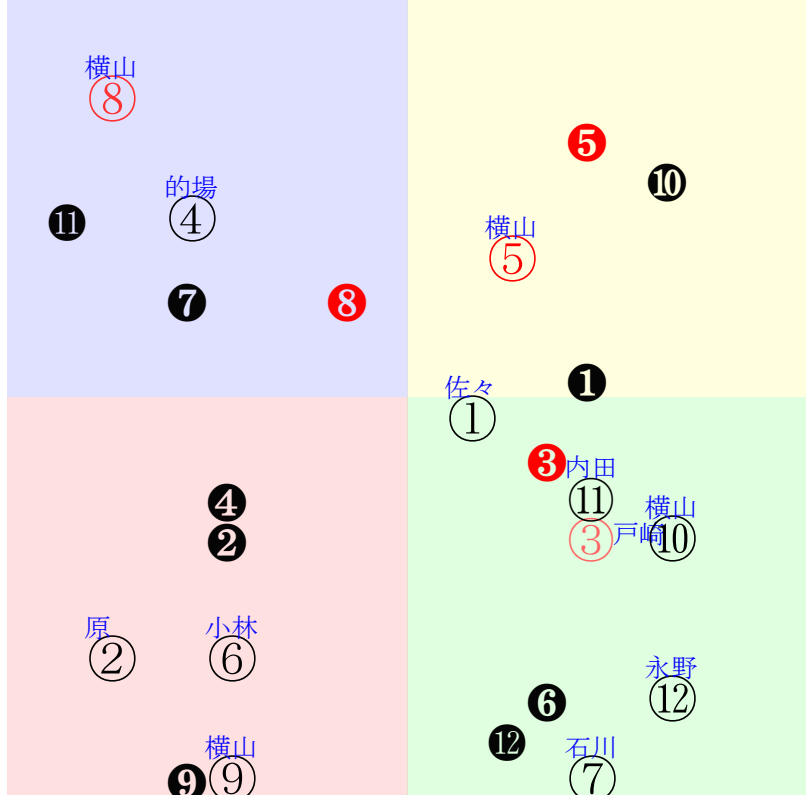 横山
⑧
的場
④
⓫
❼
❽
❺
❿
横山
⑤
❶
佐々
①
❸
内田
⑪
横山
⑩
③
戸崎
❹
❷
原
②
小林
⑥
横山
⑨
❾
永野
⑫
❻
⓬
石川
⑦